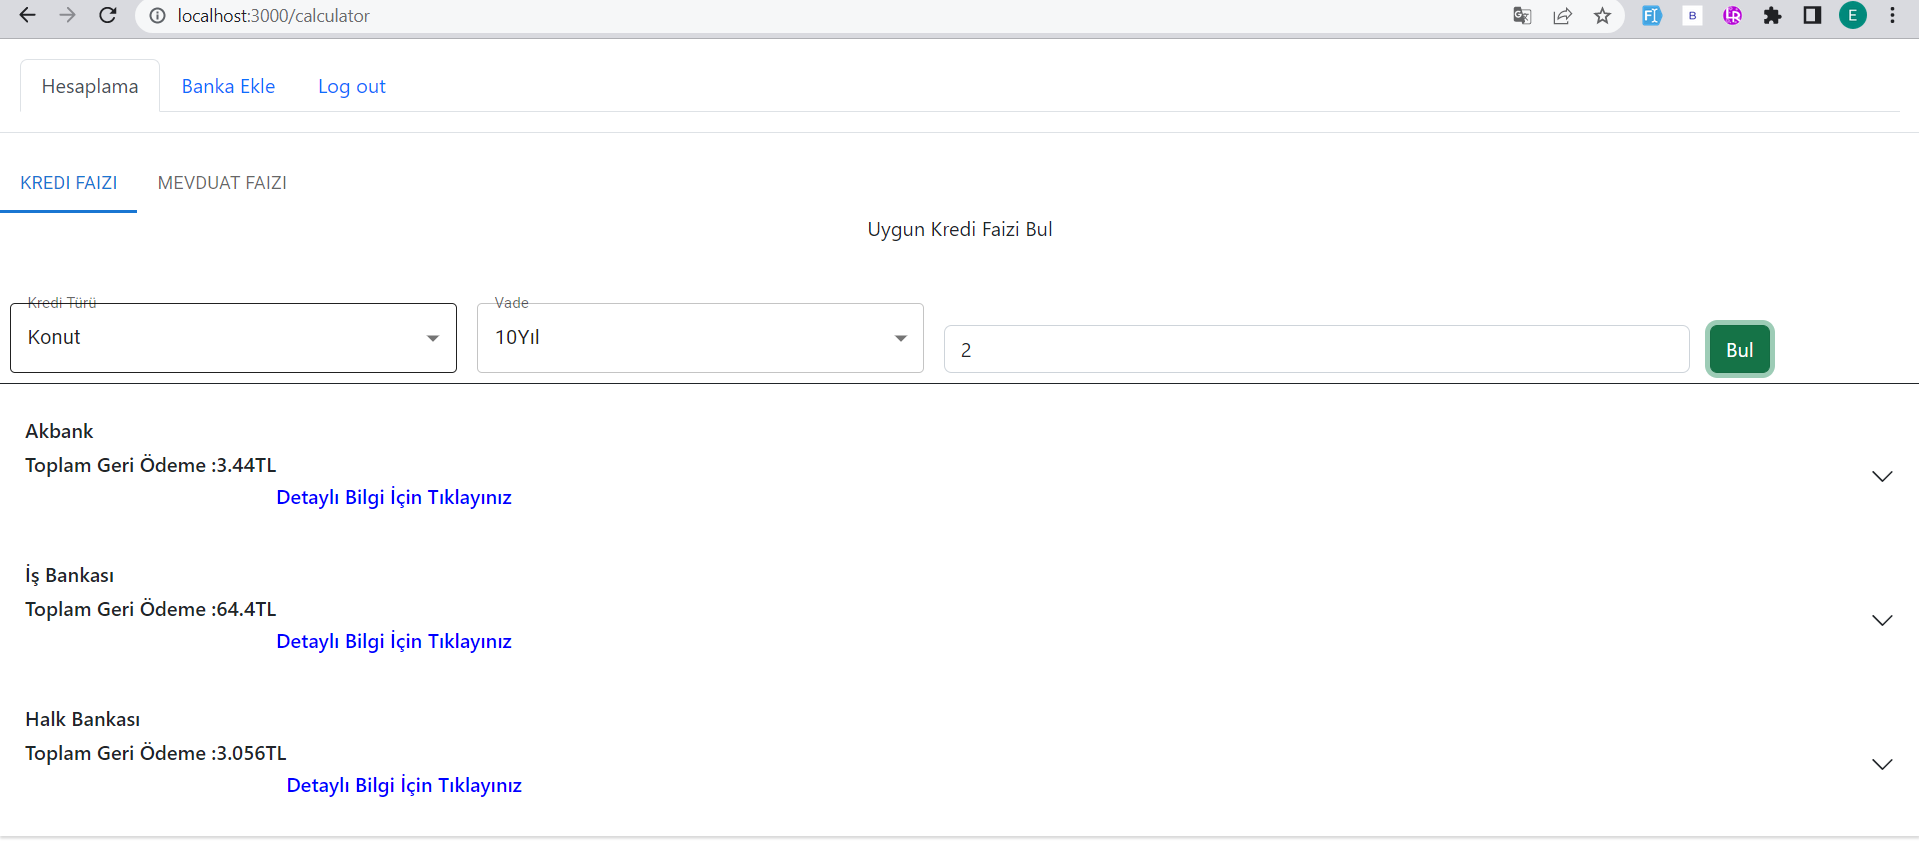 localhost:3000/calculator
E
Hesaplama Banka Ekle Log out
KREDI FAIZI MEVDUAT FAIZI
Uygun Kredi Faizi Bul
Kredi Türü Vade
Konut 10Yıl 2 Bul
Akbank
Toplam Geri Ödeme :3.44TL
Detaylı Bilgi İçin Tıklayınız
İş Bankası
Toplam Geri Ödeme :64.4TL
Detaylı Bilgi İçin Tıklayınız
Halk Bankası
Toplam Geri Ödeme :3.056TL
Detaylı Bilgi İçin Tıklayınız